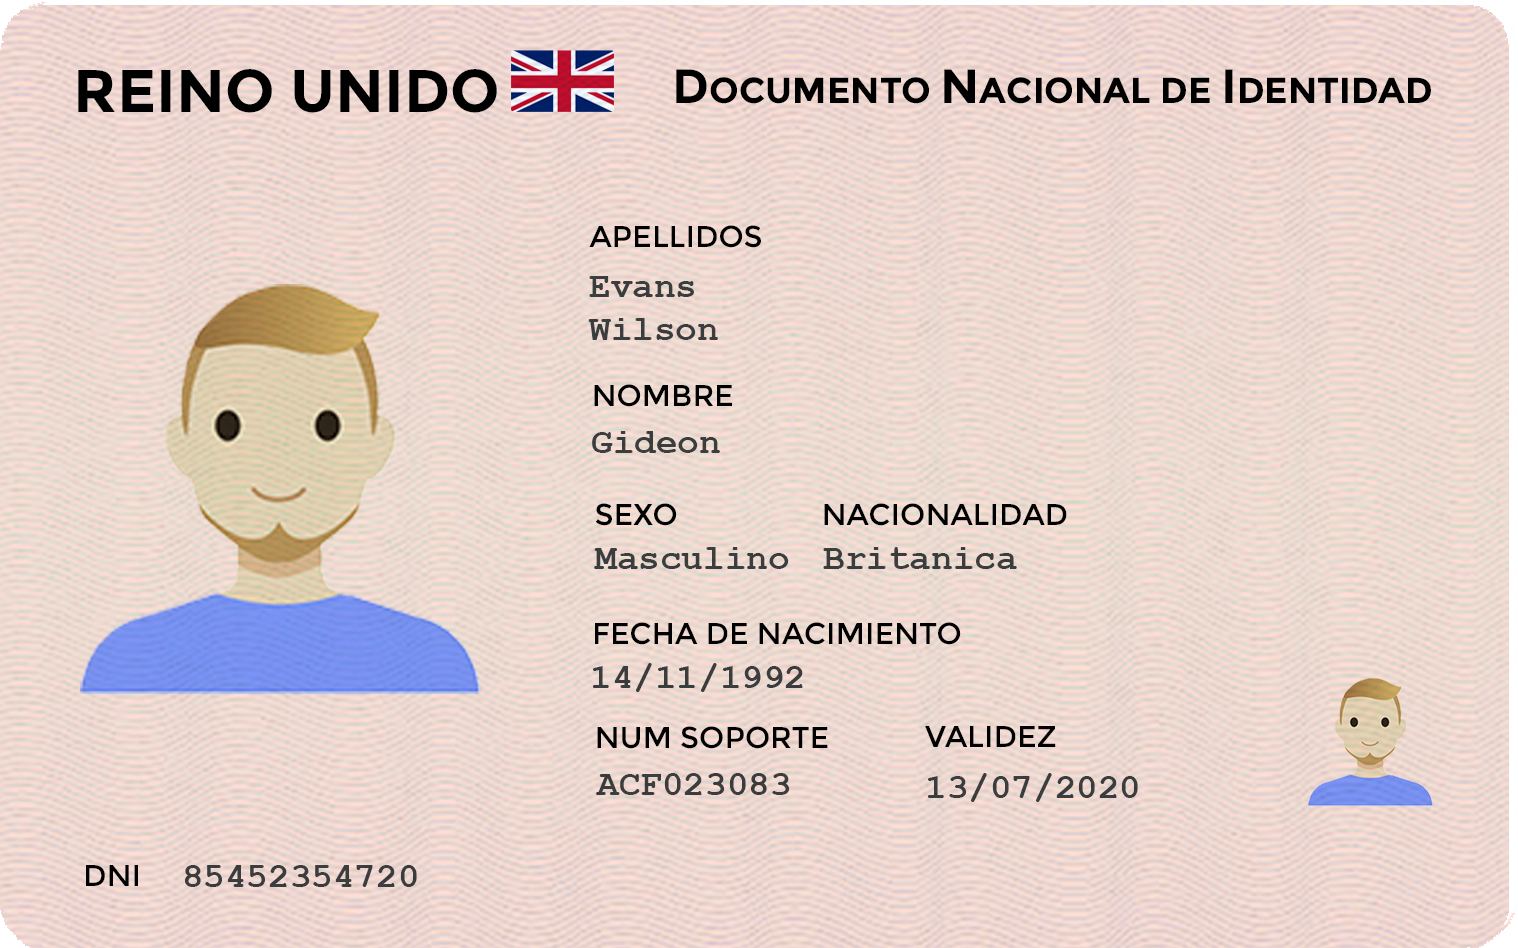 REINO UNIDO
DOCUMENTO NACIONAL DE IDENTIDAD
APELLIDOS
Evans
Wilson
NOMBRE
Gideon
SEXO NACIONALIDAD
Masculino Britanica
FECHA DE NACIMIENTO
14/11/1992
NUM SOPORTE VALIDEZ
ACF023083 13/07/2020
DNI 85452354720